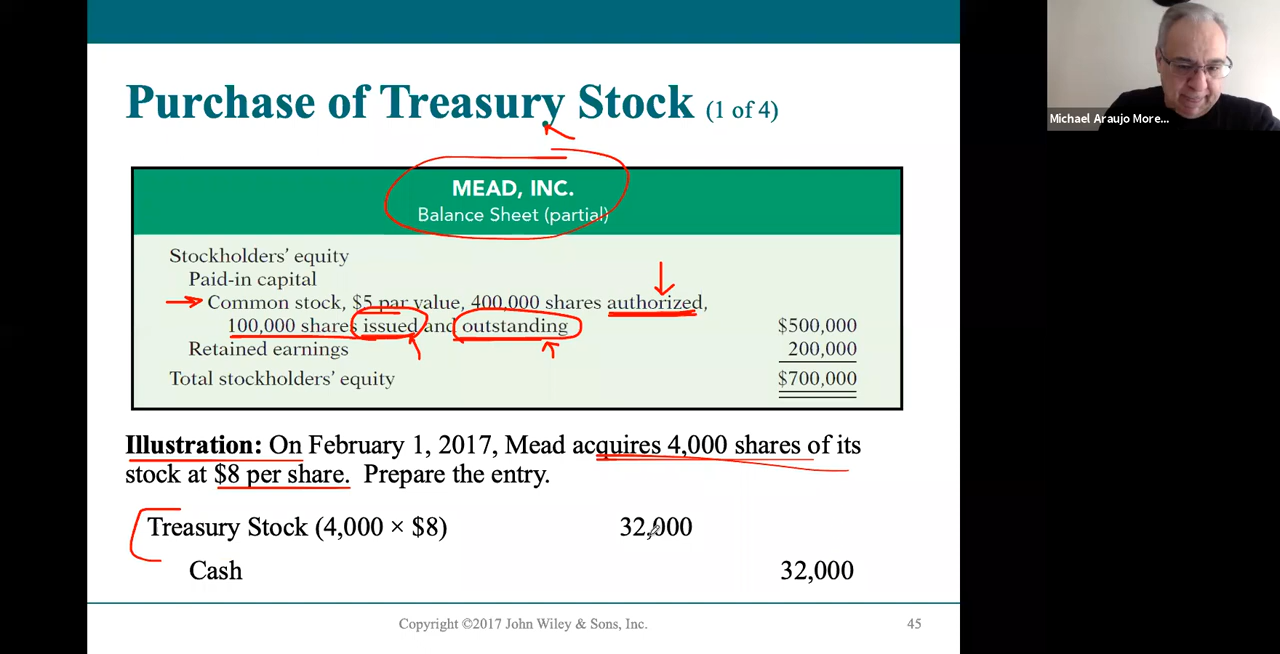 Purchase of Treasury Stock (1 of 4)
Michael Araujo More...
MEAD, INC.
Balance Sheet (partial)
Stockholders' equity
Paid-in capital
Common stock, $5 par value, 400,000 shares authorized,
100,000 shares issued and outstanding $500,000
Retained earnings 200,000
Total stockholders' equity $700,000
Illustration: On February 1, 2017, Mead acquires 4,000 shares of its
stock at $8 per share. Prepare the entry.
Treasury Stock (4,000 × $8) 32,000
Cash 32,000
Copyright ©2017 John Wiley & Sons, Inc. 45